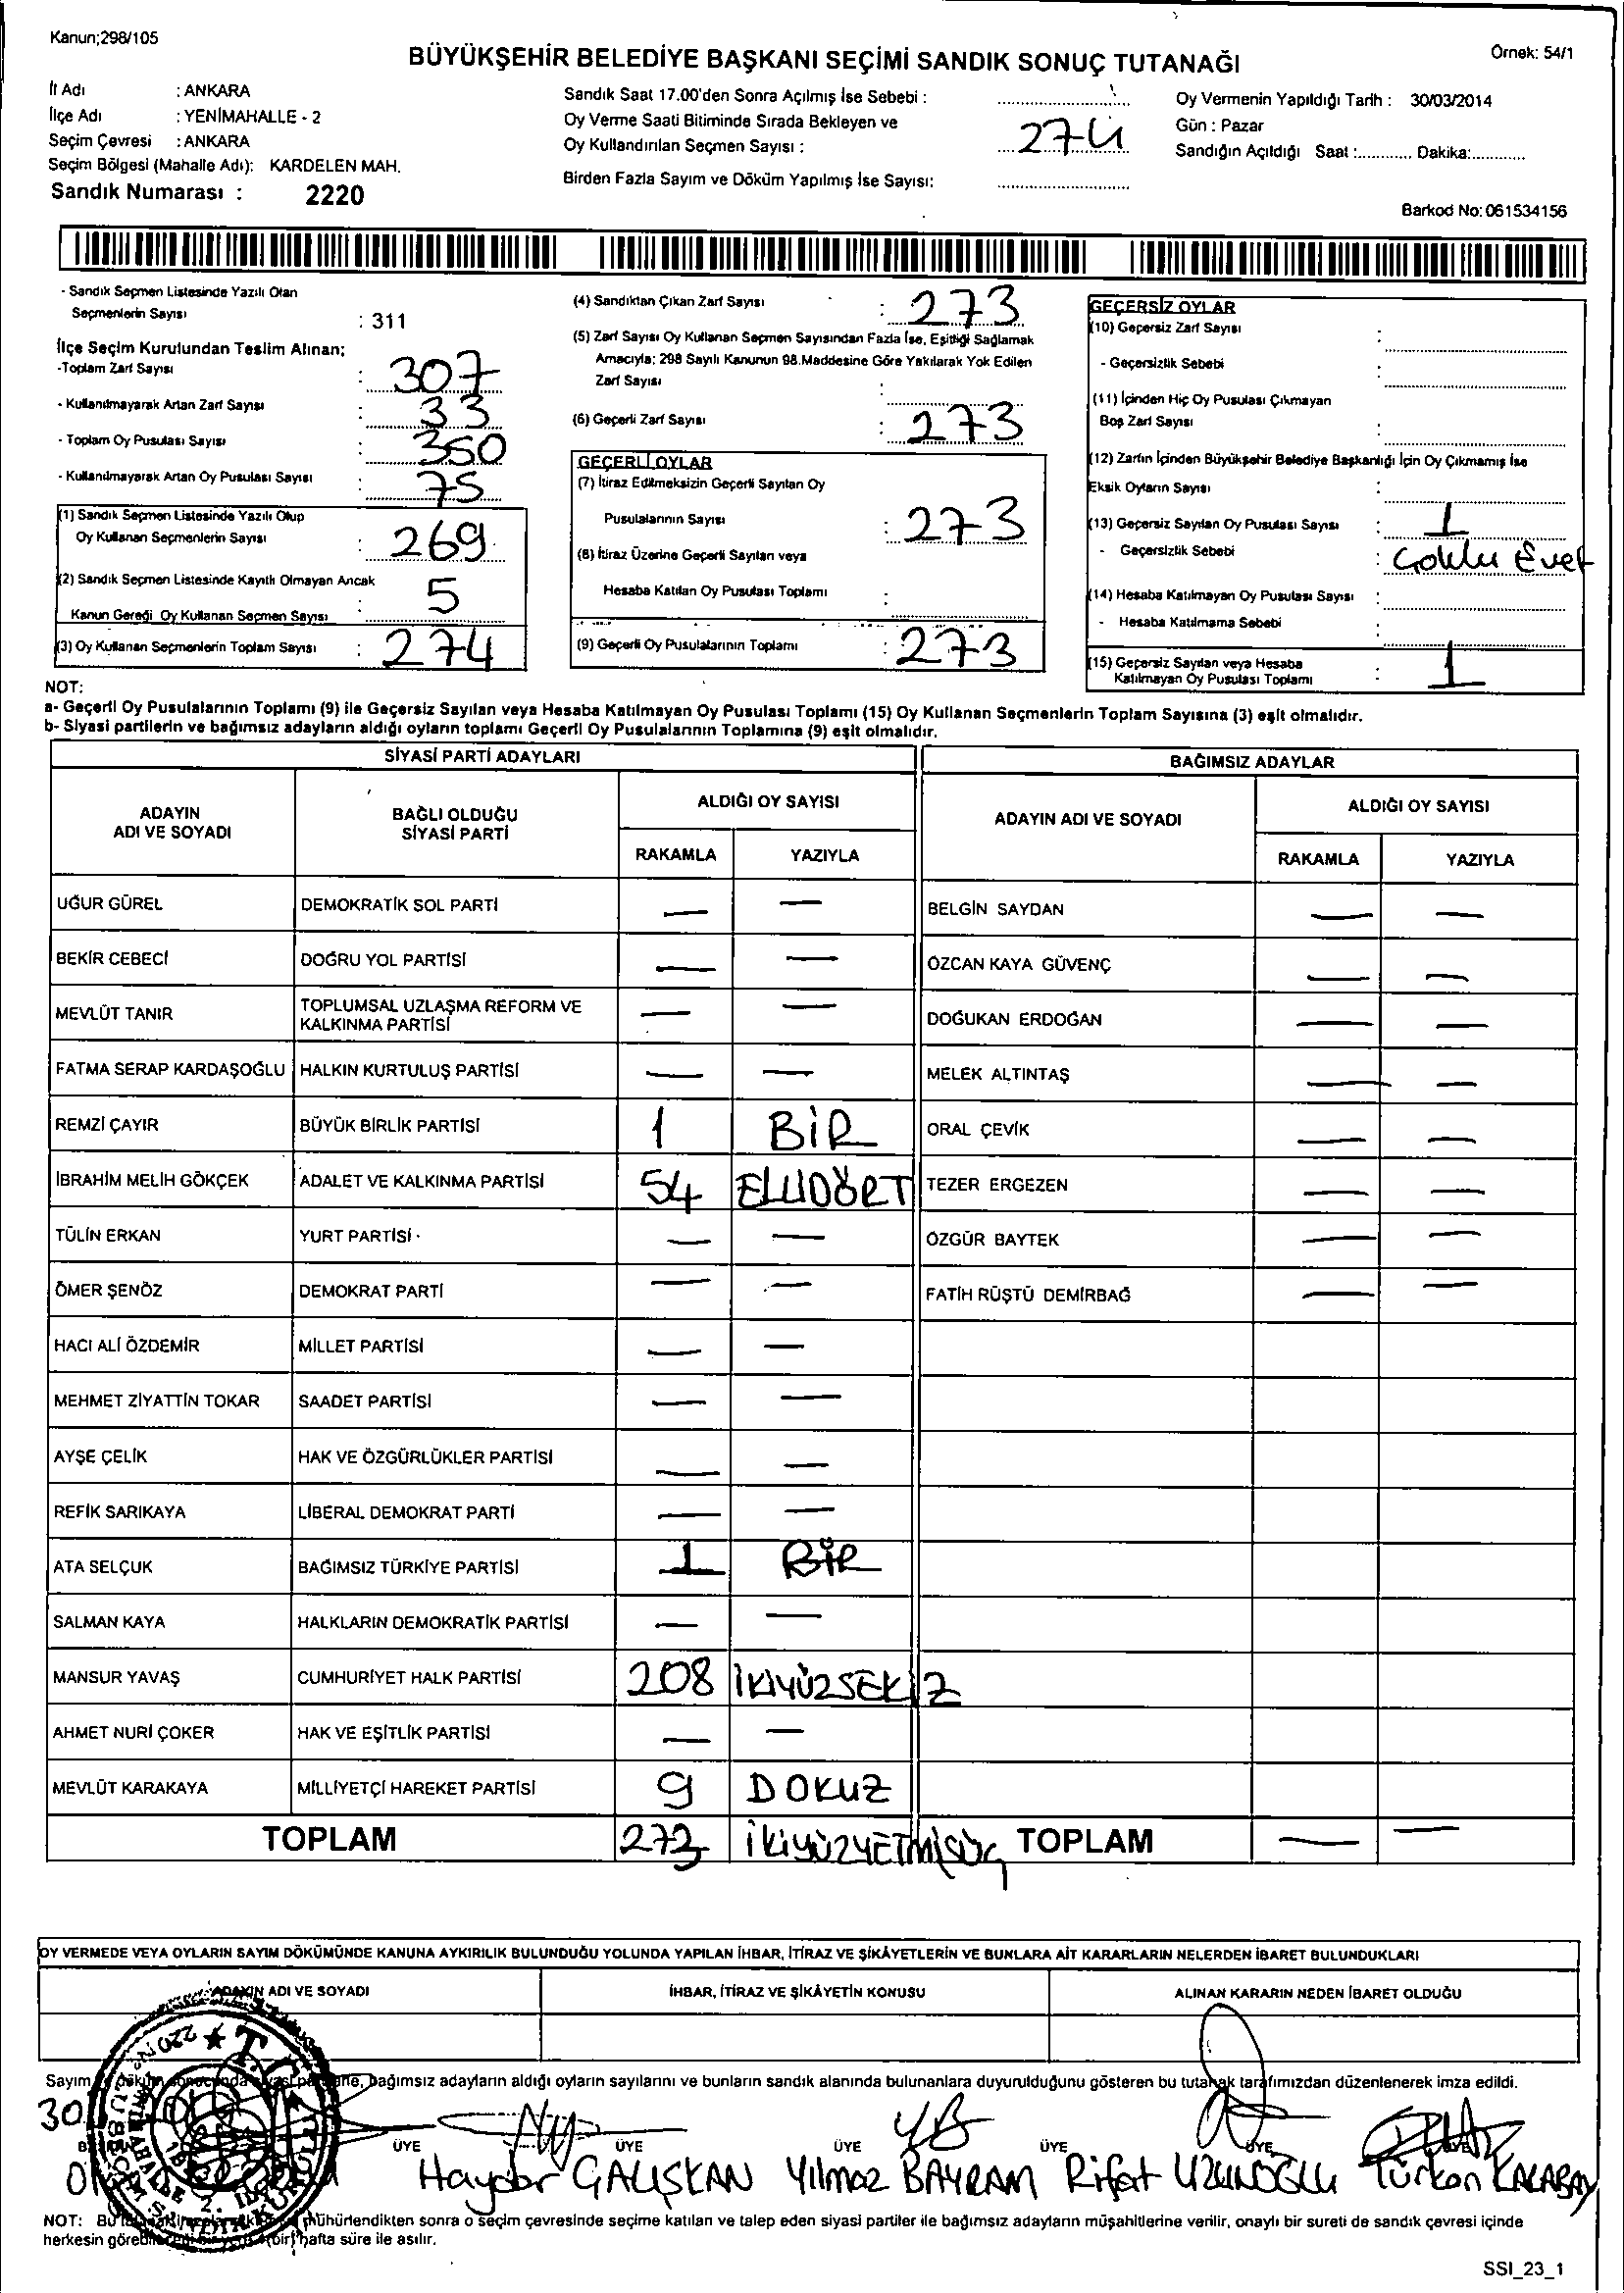 Kanun;298/105
BÜYÜKŞEHİR BELEDİYE BAŞKANI SEÇİMİ SANDIK SONUÇ TUTANAĞI
Örnek: 54/1
İl Adı : ANKARA
İlçe Adı : YENİMAHALLE - 2
Seçim Çevresi : ANKARA
Seçim Bölgesi (Mahalle Adı): KARDELEN MAH.
Sandık Numarası : 2220
Sandık Saat 17.00'den Sonra Açılmış İse Sebebi :
Oy Verme Saati Bitiminde Sırada Bekleyen ve
Oy Kullandırılan Seçmen Sayısı : 274
Birden Fazla Sayım ve Döküm Yapılmış İse Sayısı:
Oy Vermenin Yapıldığı Tarih : 30/03/2014
Gün : Pazar
Sandığın Açıldığı Saat :............ Dakika:............
Barkod No: 061534156
- Sandık Seçmen Listesinde Yazılı Olan
Seçmenlerin Sayısı : 311
İlçe Seçim Kurulundan Teslim Alınan;
-Toplam Zarf Sayısı : 307
- Kullanılmayarak Artan Zarf Sayısı : 33
- Toplam Oy Pusulası Sayısı : 350
- Kullanılmayarak Artan Oy Pusulası Sayısı : 75
(1) Sandık Seçmen Listesinde Yazılı Olup
Oy Kullanan Seçmenlerin Sayısı : 269
(2) Sandık Seçmen Listesinde Kayıtlı Olmayan Ancak
Kanun Gereği Oy Kullanan Seçmen Sayısı : 5
(3) Oy Kullanan Seçmenlerin Toplam Sayısı : 274
(4) Sandıktan Çıkan Zarf Sayısı : 273
(5) Zarf Sayısı Oy Kullanan Seçmen Sayısından Fazla İse, Eşitliği Sağlamak
Amacıyla; 298 Sayılı Kanunun 98.Maddesine Göre Yakılarak Yok Edilen
Zarf Sayısı :
(6) Geçerli Zarf Sayısı : 273
GEÇERLİ OYLAR
(7) İtiraz Edilmeksizin Geçerli Sayılan Oy
Pusulalarının Sayısı : 273
(8) İtiraz Üzerine Geçerli Sayılan veya
Hesaba Katılan Oy Pusulası Toplamı :
(9) Geçerli Oy Pusulalarının Toplamı : 273
GEÇERSİZ OYLAR
(10) Geçersiz Zarf Sayısı :
- Geçersizlik Sebebi :
(11) İçinden Hiç Oy Pusulası Çıkmayan
Boş Zarf Sayısı :
(12) Zarfın İçinden Büyükşehir Belediye Başkanlığı İçin Oy Çıkmamış İse
Eksik Oyların Sayısı :
(13) Geçersiz Sayılan Oy Pusulası Sayısı : 1
- Geçersizlik Sebebi : Çoklu Evet
(14) Hesaba Katılmayan Oy Pusulası Sayısı :
- Hesaba Katılmama Sebebi :
(15) Geçersiz Sayılan veya Hesaba
Katılmayan Oy Pusulası Toplamı : 1
NOT:
a- Geçerli Oy Pusulalarının Toplamı (9) ile Geçersiz Sayılan veya Hesaba Katılmayan Oy Pusulası Toplamı (15) Oy Kullanan Seçmenlerin Toplam Sayısına (3) eşit olmalıdır.
b- Siyasi partilerin ve bağımsız adayların aldığı oyların toplamı Geçerli Oy Pusulalarının Toplamına (9) eşit olmalıdır.
SİYASİ PARTİ ADAYLARI
BAĞIMSIZ ADAYLAR
ADAYIN ADI VE SOYADI
BAĞLI OLDUĞU SİYASİ PARTİ
ALDIĞI OY SAYISI
RAKAMLA YAZIYLA
ADAYIN ADI VE SOYADI
ALDIĞI OY SAYISI
RAKAMLA YAZIYLA
UĞUR GÜREL DEMOKRATİK SOL PARTİ — — BELGİN SAYDAN — —
BEKİR CEBECİ DOĞRU YOL PARTİSİ — — ÖZCAN KAYA GÜVENÇ — —
MEVLÜT TANIR TOPLUMSAL UZLAŞMA REFORM VE KALKINMA PARTİSİ — — DOĞUKAN ERDOĞAN — —
FATMA SERAP KARDAŞOĞLU HALKIN KURTULUŞ PARTİSİ — — MELEK ALTINTAŞ — —
REMZİ ÇAYIR BÜYÜK BİRLİK PARTİSİ 1 BİR ORAL ÇEVİK — —
İBRAHİM MELİH GÖKÇEK ADALET VE KALKINMA PARTİSİ 54 ELLİDÖRT TEZER ERGEZEN — —
TÜLİN ERKAN YURT PARTİSİ — — ÖZGÜR BAYTEK — —
ÖMER ŞENÖZ DEMOKRAT PARTİ — — FATİH RÜŞTÜ DEMİRBAĞ — —
HACI ALİ ÖZDEMİR MİLLET PARTİSİ — —
MEHMET ZİYATTİN TOKAR SAADET PARTİSİ — —
AYŞE ÇELİK HAK VE ÖZGÜRLÜKLER PARTİSİ — —
REFİK SARIKAYA LİBERAL DEMOKRAT PARTİ — —
ATA SELÇUK BAĞIMSIZ TÜRKİYE PARTİSİ 1 BİR
SALMAN KAYA HALKLARIN DEMOKRATİK PARTİSİ — —
MANSUR YAVAŞ CUMHURİYET HALK PARTİSİ 208 İKİYÜZSEKİZ
AHMET NURİ ÇOKER HAK VE EŞİTLİK PARTİSİ — —
MEVLÜT KARAKAYA MİLLİYETÇİ HAREKET PARTİSİ 9 DOKUZ
TOPLAM 273 İKİYÜZYETMİŞÜÇ TOPLAM — —
OY VERMEDE VEYA OYLARIN SAYIM DÖKÜMÜNDE KANUNA AYKIRILIK BULUNDUĞU YOLUNDA YAPILAN İHBAR, İTİRAZ VE ŞİKÂYETLERİN VE BUNLARA AİT KARARLARIN NELERDEN İBARET BULUNDUKLARI
ADAYIN ADI VE SOYADI
İHBAR, İTİRAZ VE ŞİKÂYETİN KONUSU
ALINAN KARARIN NEDEN İBARET OLDUĞU
Sayım bağımsız adayların aldığı oyların sayılarını ve bunların sandık alanında bulunanlara duyurulduğunu gösteren bu tutanak tarafımızdan düzenlenerek imza edildi.
30
ÜYE ÜYE ÜYE ÜYE ÜYE
Haydar ÇALIŞKAN Yılmaz BAYRAM Rifat UZUNOĞLU Türkan KARABAY
NOT: mühürlendikten sonra o seçim çevresinde seçime katılan ve talep eden siyasi partiler ile bağımsız adayların müşahitlerine verilir, onaylı bir sureti de sandık çevresi içinde
herkesin (bir) hafta süre ile asılır.
SSI_23_1